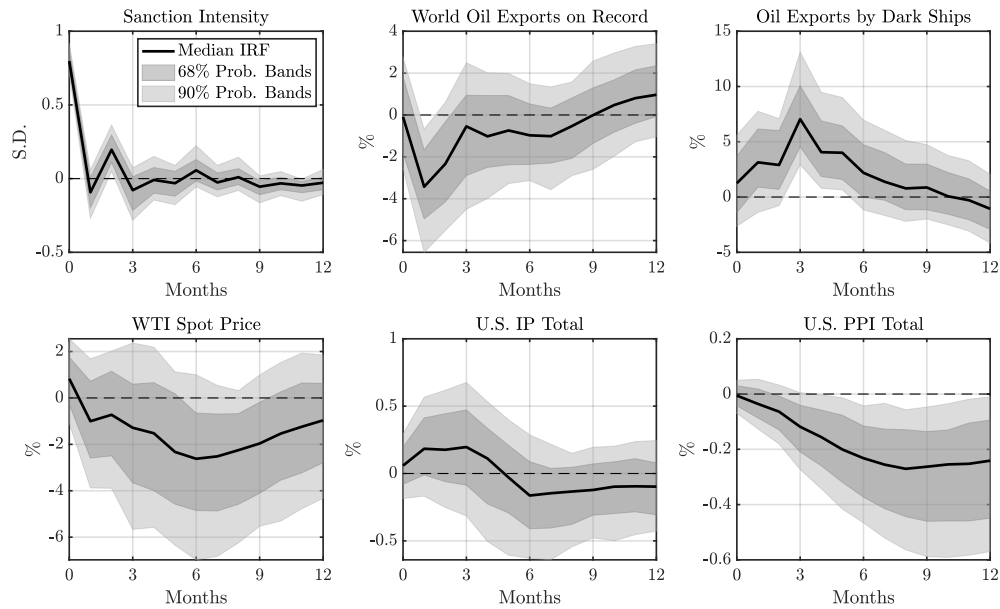 Sanction Intensity
1
0.5
0
-0.5
S.D.
0 3 6 9 12
Months
Median IRF
68% Prob. Bands
90% Prob. Bands
World Oil Exports on Record
4
2
0
-2
-4
-6
%
0 3 6 9 12
Months
Oil Exports by Dark Ships
15
10
5
0
-5
%
0 3 6 9 12
Months
WTI Spot Price
2
0
-2
-4
-6
%
0 3 6 9 12
Months
U.S. IP Total
1
0.5
0
-0.5
%
0 3 6 9 12
Months
U.S. PPI Total
0.2
0
-0.2
-0.4
-0.6
%
0 3 6 9 12
Months